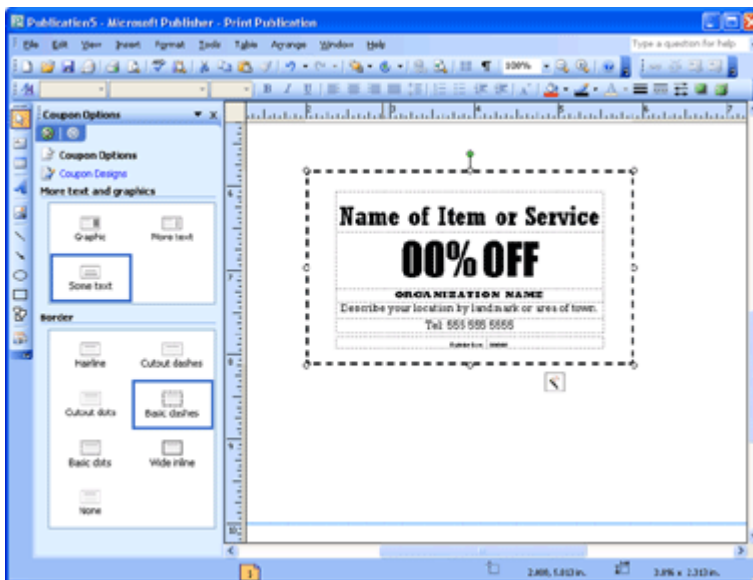 Publication5 - Microsoft Publisher - Print Publication
File Edit View Insert Format Tools Table Arrange Window Help
Type a question for help
100%
Coupon Options
Coupon Options
Coupon Designs
More text and graphics
Graphic More text
Some text
Border
Hairline Cutout dashes
Cutout dots Basic dashes
Basic dots Wide inline
None
Name of Item or Service
00% OFF
ORGANIZATION NAME
Describe your location by landmark or area of town.
Tel: 555 555 5555